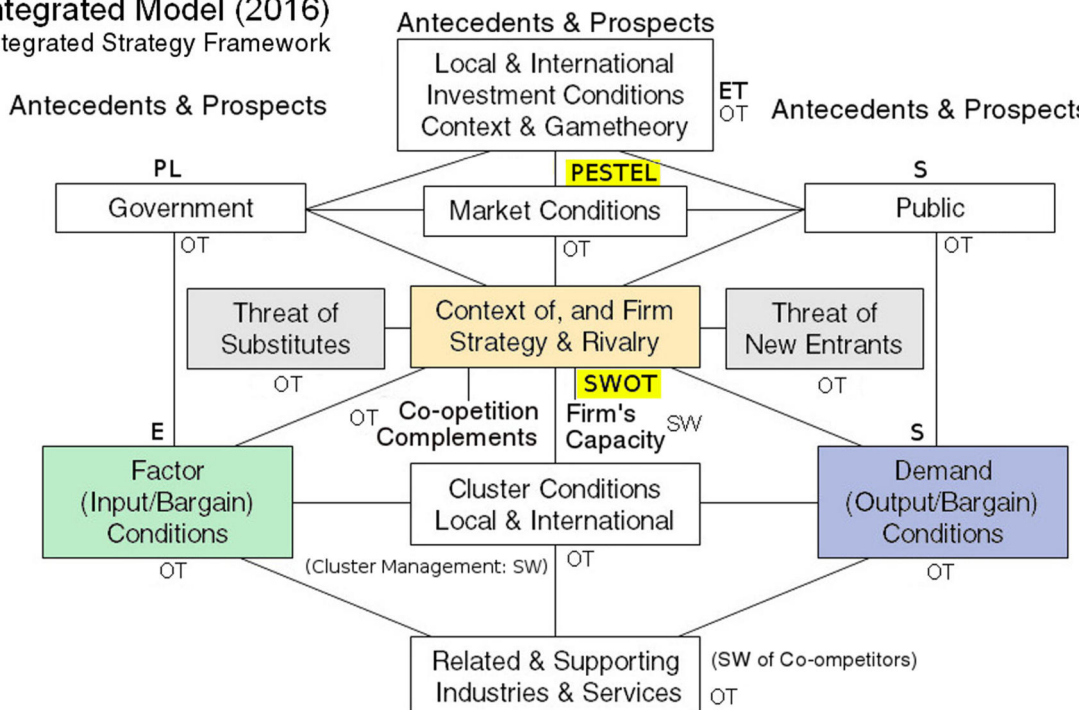 ntegrated Model (2016)
tegrated Strategy Framework
Antecedents & Prospects
Local & International
Investment Conditions
Context & Gametheory
ET
OT
Antecedents & Prospects
Antecedents & Prospects
PL
PESTEL
S
Government
Market Conditions
Public
OT
OT
OT
Threat of
Substitutes
Context of, and Firm
Strategy & Rivalry
Threat of
New Entrants
OT
SWOT
OT
OT
Co-opetition
Complements
Firm's
Capacity
SW
E
S
Factor
(Input/Bargain)
Conditions
Cluster Conditions
Local & International
Demand
(Output/Bargain)
Conditions
OT
(Cluster Management: SW)
OT
OT
Related & Supporting
Industries & Services
(SW of Co-ompetitors)
OT